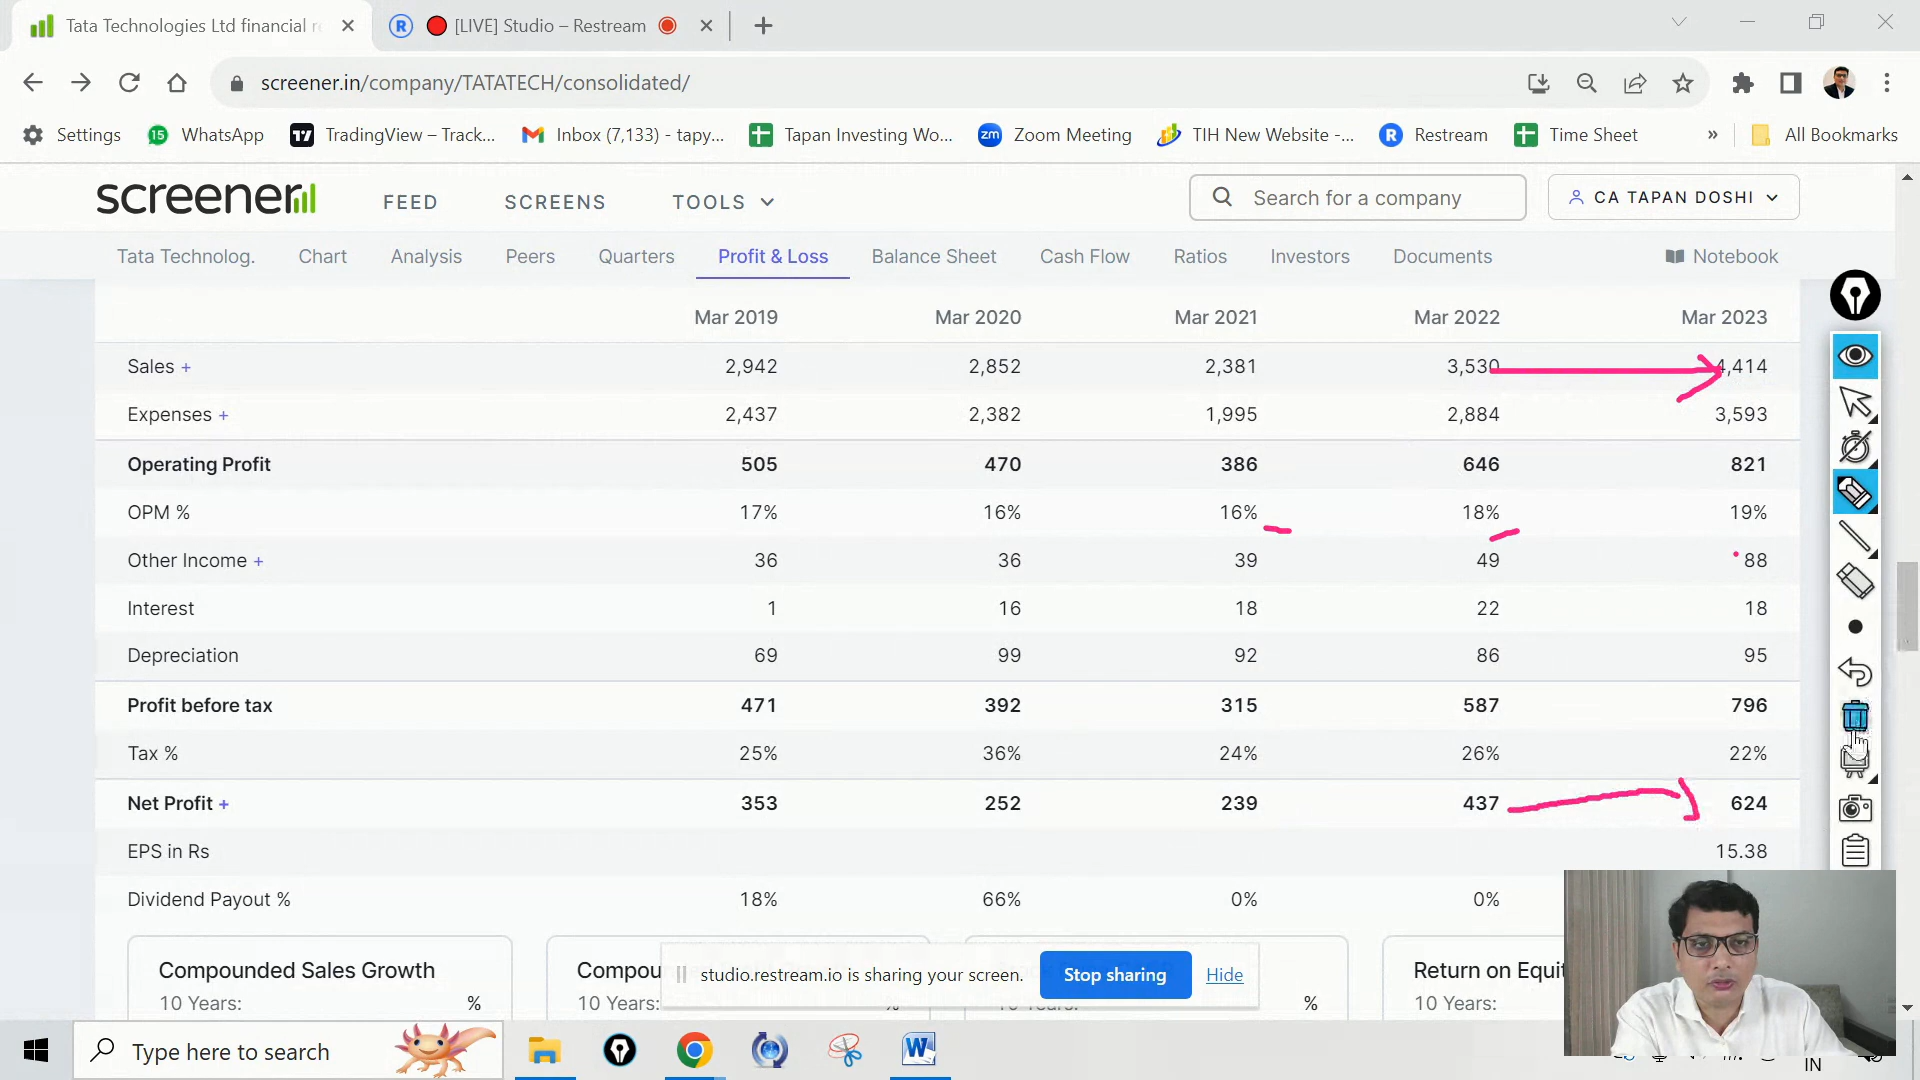 Tata Technologies Ltd financial r
[LIVE] Studio – Restream
screener.in/company/TATATECH/consolidated/
Settings
15 WhatsApp
TradingView – Track...
Inbox (7,133) - tapy...
Tapan Investing Wo...
zm Zoom Meeting
TIH New Website -...
R Restream
Time Sheet
»
All Bookmarks
screener
FEED SCREENS TOOLS
Search for a company
CA TAPAN DOSHI
Tata Technolog. Chart Analysis Peers Quarters Profit & Loss Balance Sheet Cash Flow Ratios Investors Documents Notebook
Mar 2019 Mar 2020 Mar 2021 Mar 2022 Mar 2023
Sales + 2,942 2,852 2,381 3,530 4,414
Expenses + 2,437 2,382 1,995 2,884 3,593
Operating Profit 505 470 386 646 821
OPM % 17% 16% 16% 18% 19%
Other Income + 36 36 39 49 88
Interest 1 16 18 22 18
Depreciation 69 99 92 86 95
Profit before tax 471 392 315 587 796
Tax % 25% 36% 24% 26% 22%
Net Profit + 353 252 239 437 624
EPS in Rs 15.38
Dividend Payout % 18% 66% 0% 0%
Compounded Sales Growth
10 Years: %
Compou
10 Years: %
10 Years: %
Return on Equit
10 Years:
studio.restream.io is sharing your screen. Stop sharing Hide
Type here to search
IN